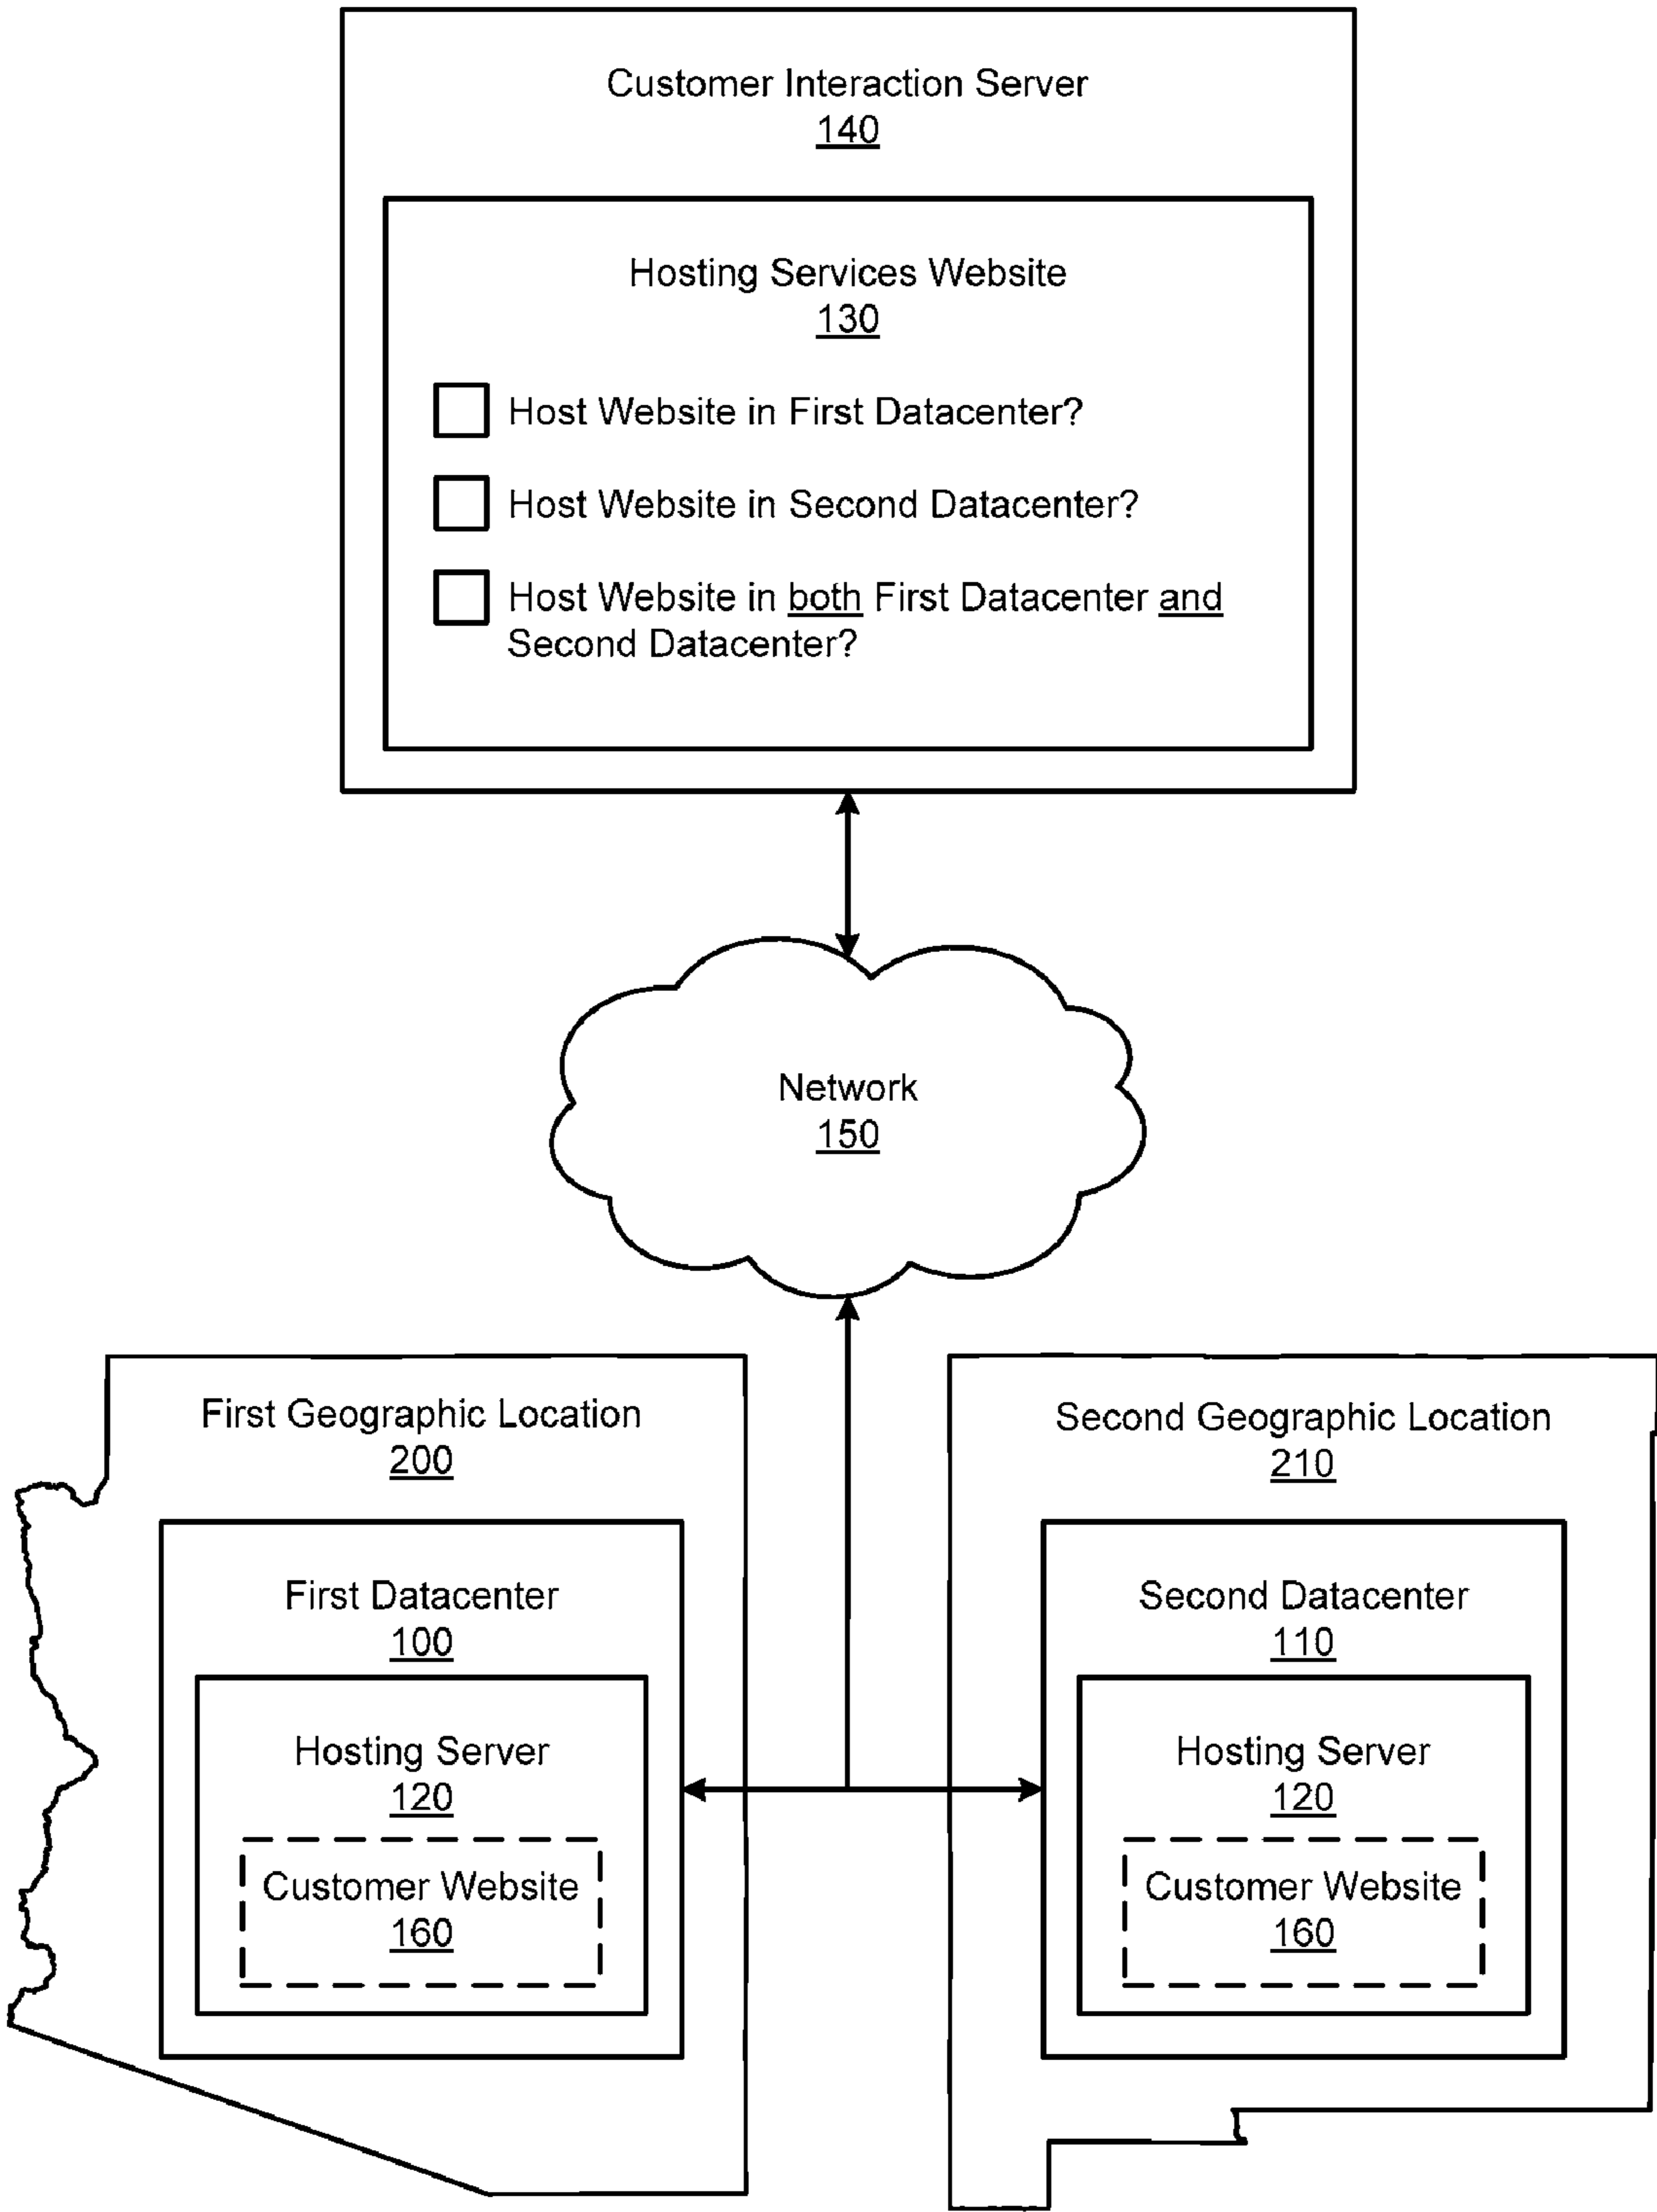 Customer Interaction Server
140
Hosting Services Website
130
Host Website in First Datacenter?
Host Website in Second Datacenter?
Host Website in both First Datacenter and
Second Datacenter?
Network
150
First Geographic Location
200
First Datacenter
100
Hosting Server
120
Customer Website
160
Second Geographic Location
210
Second Datacenter
110
Hosting Server
120
Customer Website
160